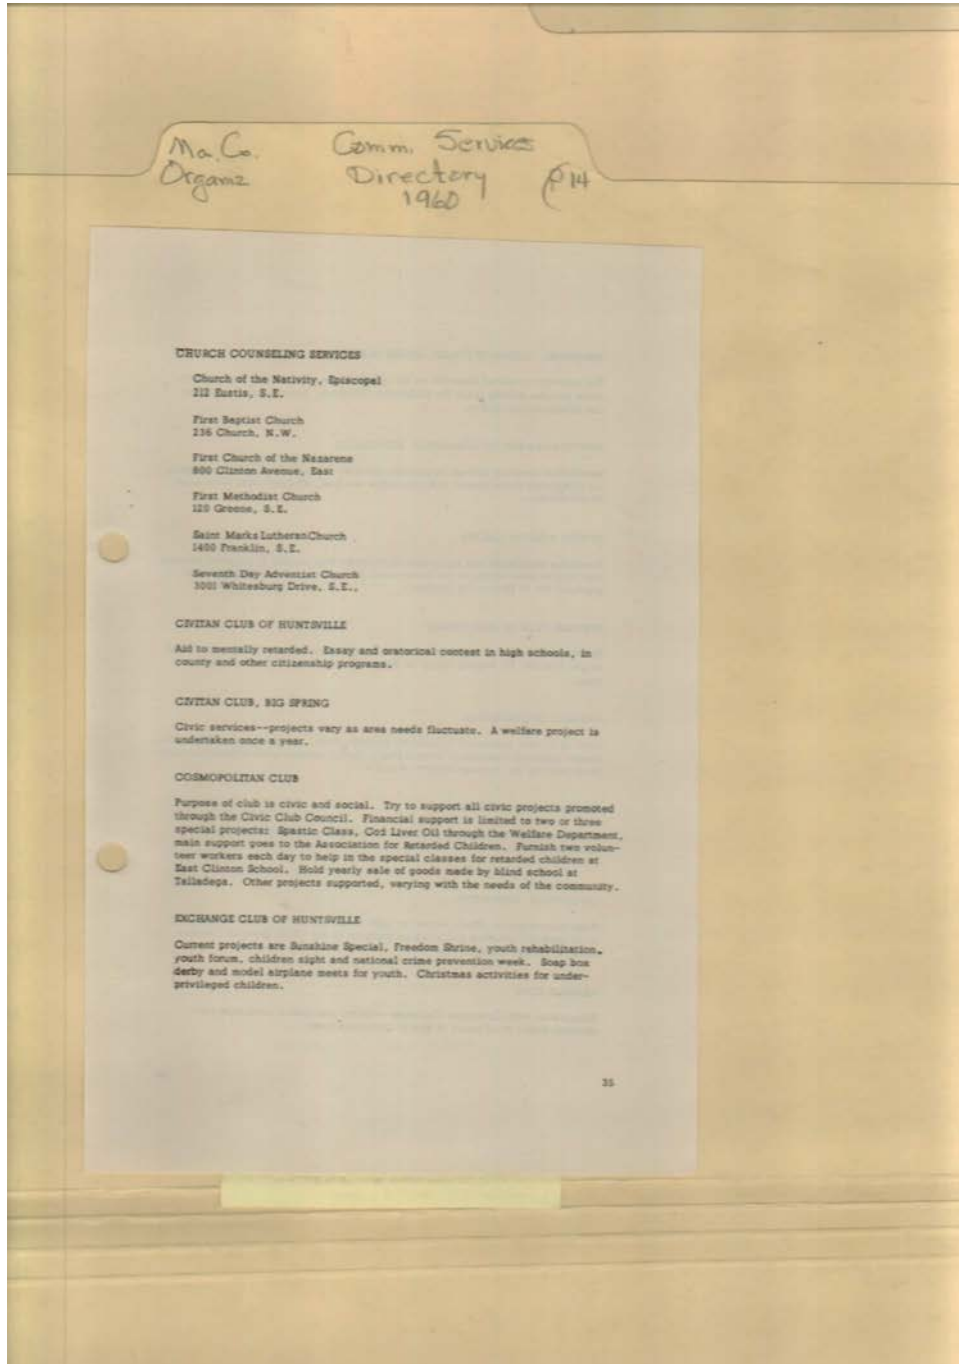 Ma. Co. Comm. Services
Organz Directory P 14
1960
CHURCH COUNSELING SERVICES
Church of the Nativity, Episcopal
212 Eustis, S.E.
First Baptist Church
236 Church, N.W.
First Church of the Nazarene
800 Clinton Avenue, East
First Methodist Church
120 Greene, S.E.
Saint Marks Lutheran Church
1400 Franklin, S.E.
Seventh Day Adventist Church
3001 Whitesburg Drive, S.E..
CIVITAN CLUB OF HUNTSVILLE
Aid to mentally retarded. Essay and oratorical contest in high schools, in
county and other citizenship programs.
CIVITAN CLUB, BIG SPRING
Civic services--projects vary as area needs fluctuate. A welfare project is
undertaken once a year.
COSMOPOLITAN CLUB
Purpose of club is civic and social. Try to support all civic projects promoted
through the Civic Club Council. Financial support is limited to two or three
special projects: Spastic Class, Cod Liver Oil through the Welfare Department,
main support goes to the Association for Retarded Children. Furnish two volun-
teer workers each day to help in the special classes for retarded children at
East Clinton School. Hold yearly sale of goods made by blind school at
Talladega. Other projects supported, varying with the needs of the community.
EXCHANGE CLUB OF HUNTSVILLE
Current projects are Sunshine Special, Freedom Shrine, youth rehabilitation,
youth forum, children sight and national crime prevention week. Soap box
derby and model airplane meets for youth. Christmas activities for under-
privileged children.
35